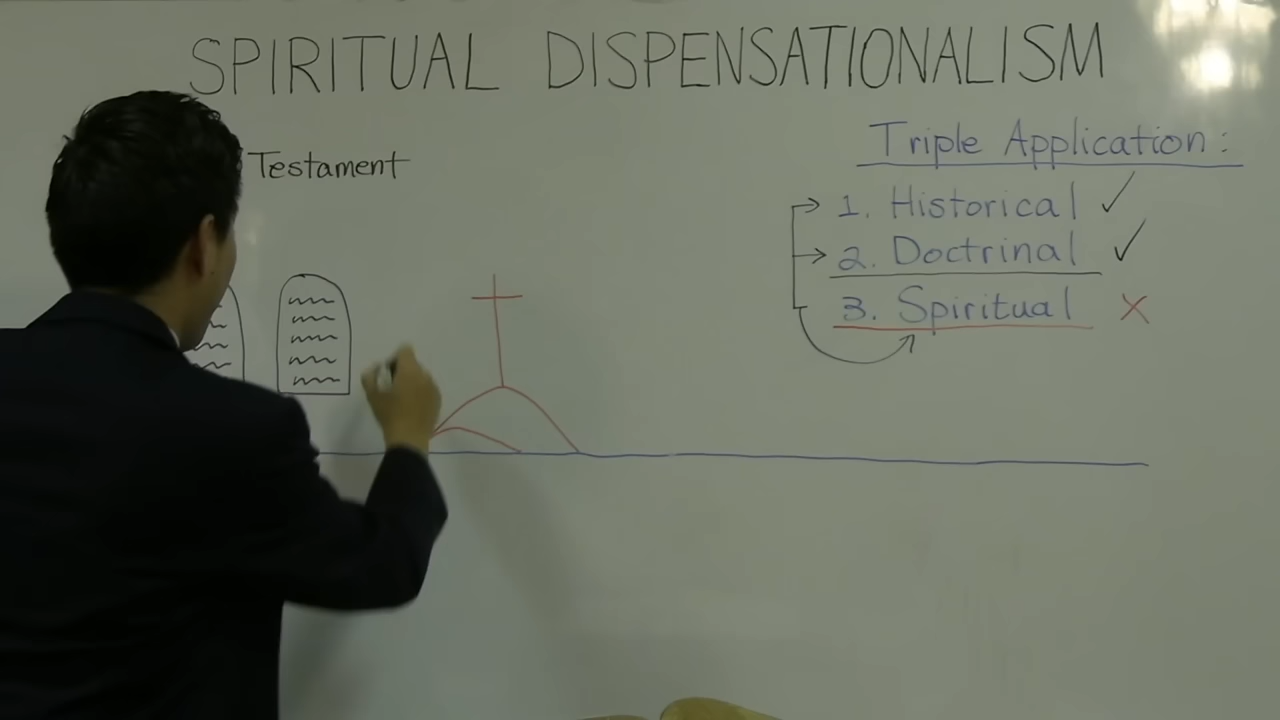 SPIRITUAL DISPENSATIONALISM
Testament
Triple Application:
1. Historical ✓
2. Doctrinal ✓
3. Spiritual X